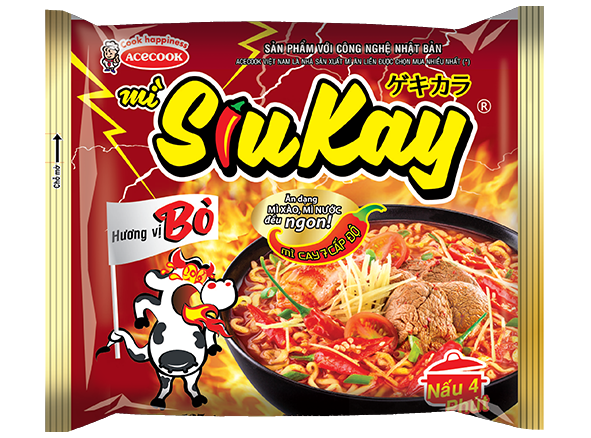 Cook happiness
ACECOOK
SẢN PHẨM VỚI CÔNG NGHỆ NHẬT BẢN
ACECOOK VIỆT NAM LÀ NHÀ SẢN XUẤT MÌ ĂN LIỀN ĐƯỢC CHỌN MUA NHIỀU NHẤT (*)
ゲキカラ
mì
SiuKay
®
Chỗ mở
Ăn dạng
MÌ XÀO, MÌ NƯỚC
đều ngon!
mì CAY 7 CẤP ĐỘ
Hương vị Bò
Nấu 4
Phút